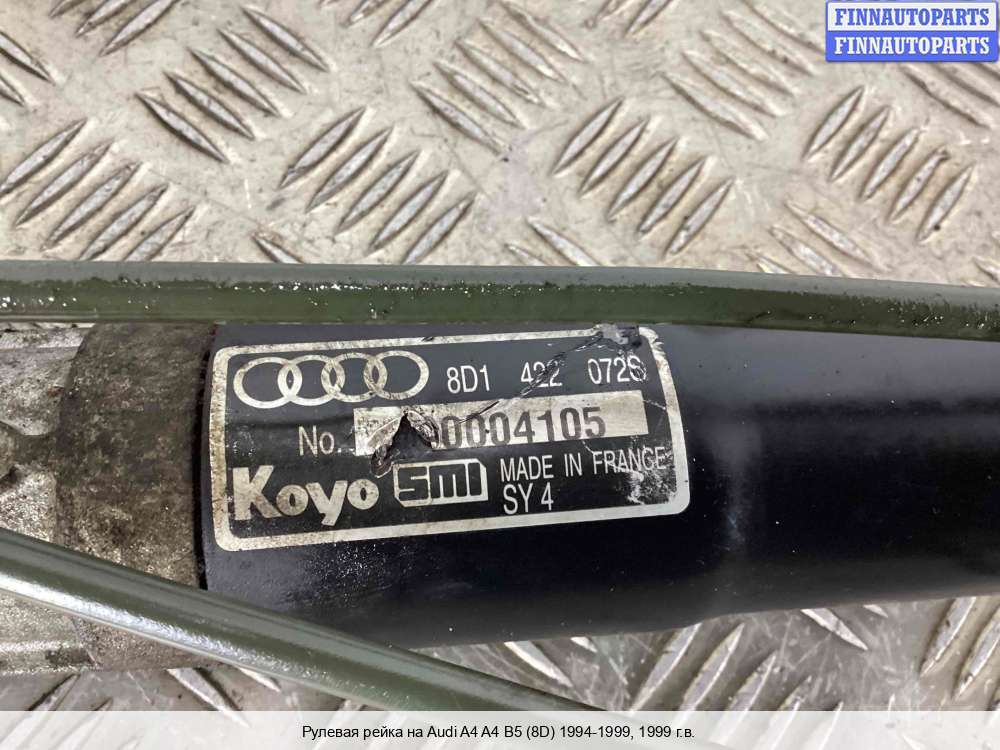 FINNAUTOPARTS
FINNAUTOPARTS
8D1 422 072S
No. 0004105
Koyo smi MADE IN FRANCE
SY 4
Рулевая рейка на Audi A4 A4 B5 (8D) 1994-1999, 1999 г.в.